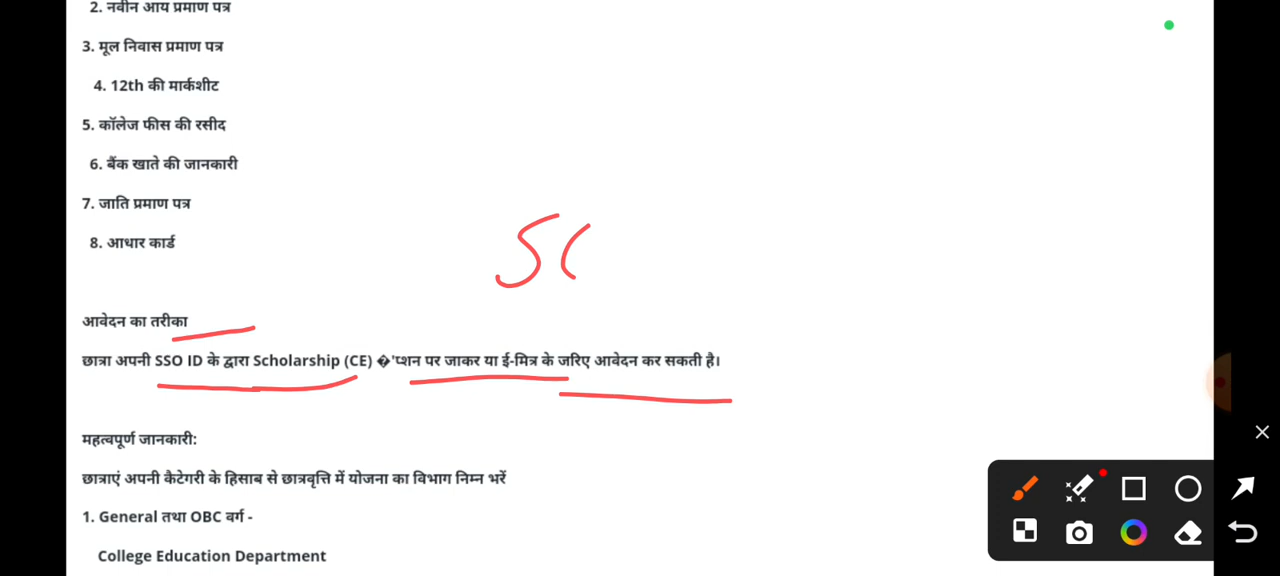 2. नवीन आय प्रमाण पत्र
3. मूल निवास प्रमाण पत्र
4. 12th की मार्कशीट
5. कॉलेज फीस की रसीद
6. बैंक खाते की जानकारी
7. जाति प्रमाण पत्र
8. आधार कार्ड
SC
आवेदन का तरीका
छात्रा अपनी SSO ID के द्वारा Scholarship (CE) �'प्शन पर जाकर या ई-मित्र के जरिए आवेदन कर सकती है।
महत्वपूर्ण जानकारी:
छात्राएं अपनी कैटेगरी के हिसाब से छात्रवृत्ति में योजना का विभाग निम्न भरें
1. General तथा OBC वर्ग -
College Education Department